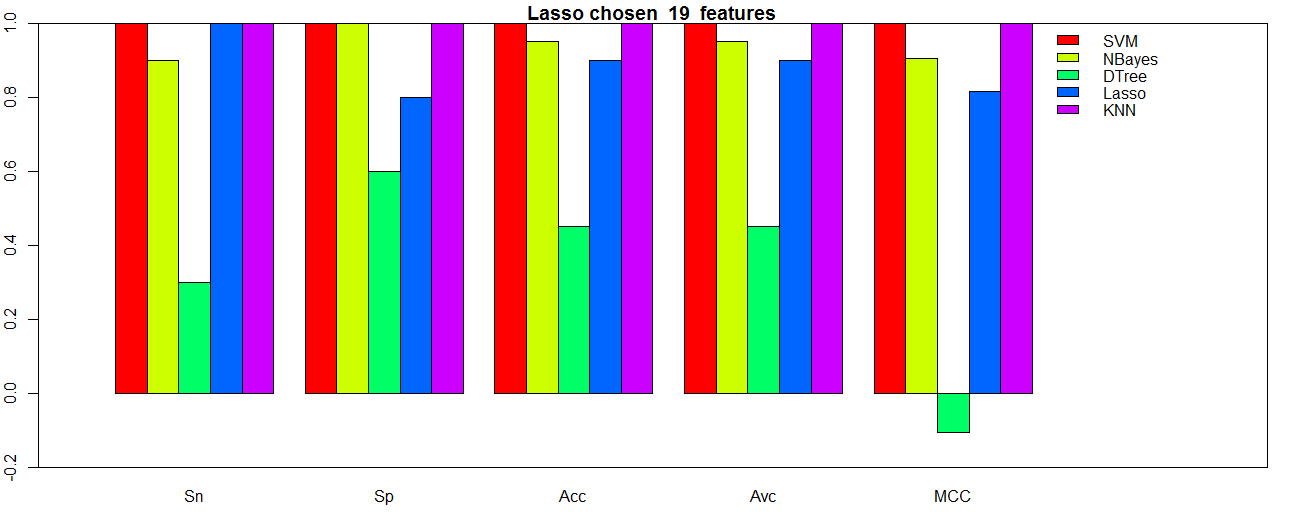 Lasso chosen 19 features
1.0
0.8
0.6
0.4
0.2
0.0
-0.2
SVM
NBayes
DTree
Lasso
KNN
Sn Sp Acc Avc MCC